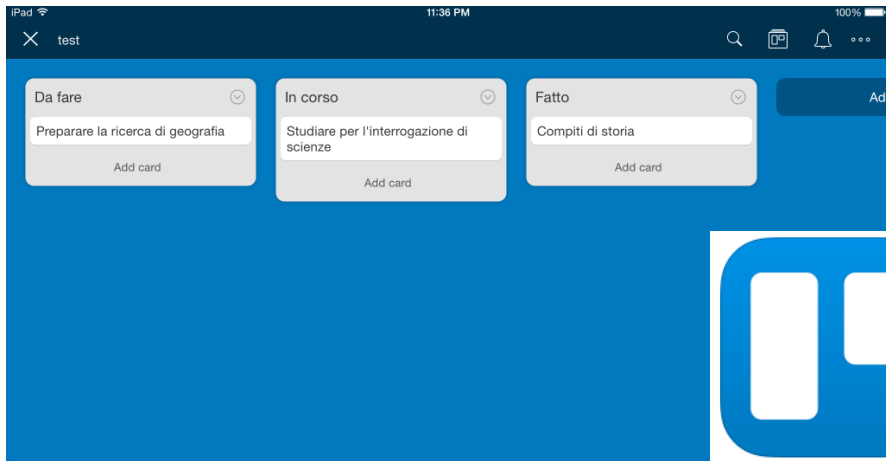 iPad 11:36 PM 100%
test
Da fare
Preparare la ricerca di geografia
Add card
In corso
Studiare per l'interrogazione di
scienze
Add card
Fatto
Compiti di storia
Add card
Ad